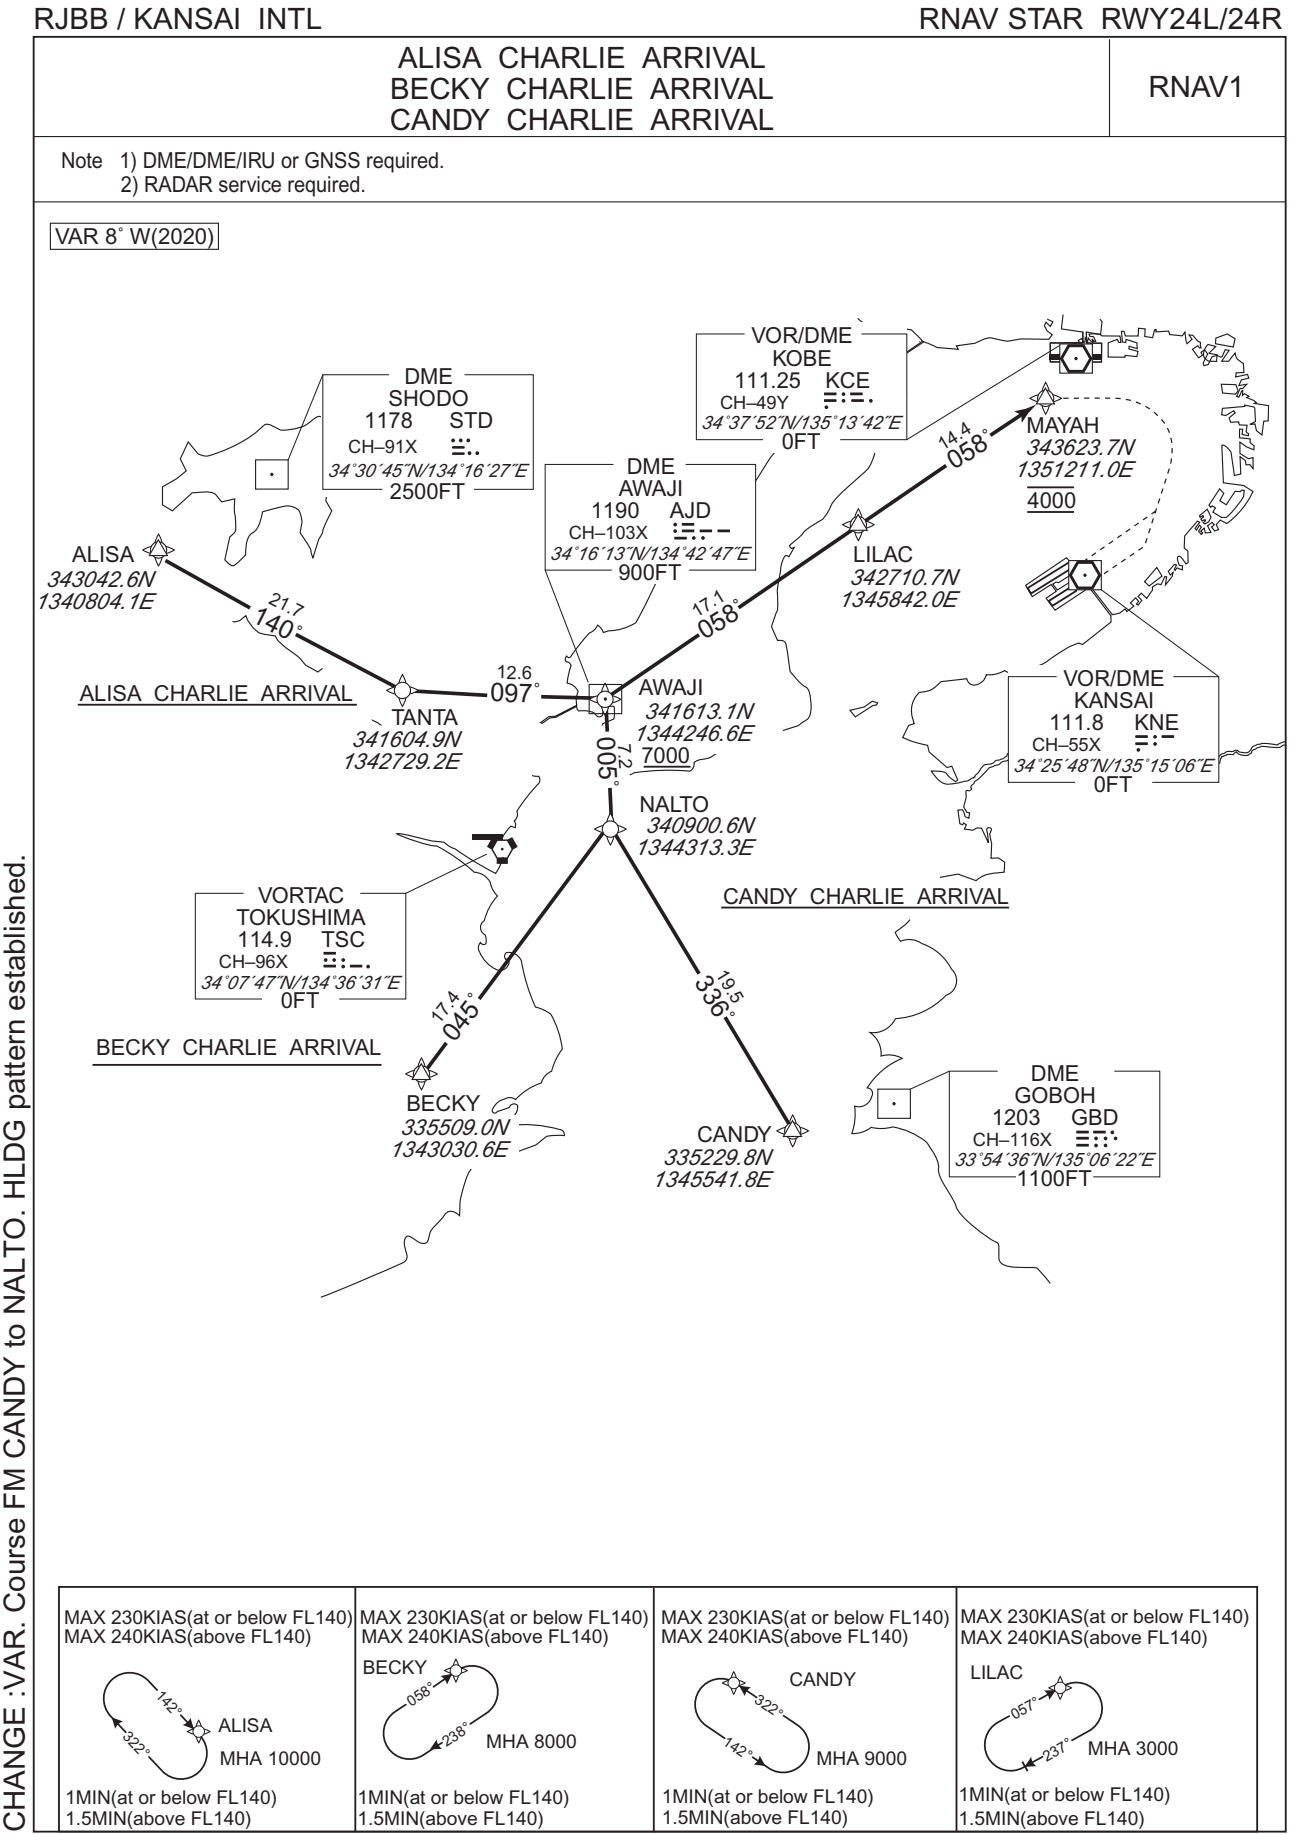 RJBB / KANSAI INTL
RNAV STAR RWY24L/24R
ALISA CHARLIE ARRIVAL
BECKY CHARLIE ARRIVAL
CANDY CHARLIE ARRIVAL
RNAV1
Note 1) DME/DME/IRU or GNSS required.
2) RADAR service required.
VAR 8° W(2020)
VOR/DME
KOBE
111.25 KCE
CH–49Y
34°37´52˝N/135°13´42˝E
0FT
DME
SHODO
1178 STD
CH–91X
34°30´45˝N/134°16´27˝E
2500FT
DME
AWAJI
1190 AJD
CH–103X
34°16´13˝N/134°42´47˝E
900FT
MAYAH
343623.7N
1351211.0E
4000
14.4
058°
ALISA
343042.6N
1340804.1E
LILAC
342710.7N
1345842.0E
21.7
140°
17.1
058°
ALISA CHARLIE ARRIVAL
12.6
097°
TANTA
341604.9N
1342729.2E
AWAJI
341613.1N
1344246.6E
7000
7.2
005°
VOR/DME
KANSAI
111.8 KNE
CH–55X
34°25´48˝N/135°15´06˝E
0FT
NALTO
340900.6N
1344313.3E
CANDY CHARLIE ARRIVAL
VORTAC
TOKUSHIMA
114.9 TSC
CH–96X
34°07´47˝N/134°36´31˝E
0FT
17.4
045°
19.5
336°
BECKY CHARLIE ARRIVAL
BECKY
335509.0N
1343030.6E
CANDY
335229.8N
1345541.8E
DME
GOBOH
1203 GBD
CH–116X
33°54´36˝N/135°06´22˝E
1100FT
MAX 230KIAS(at or below FL140)
MAX 240KIAS(above FL140)
142°
322°
ALISA
MHA 10000
1MIN(at or below FL140)
1.5MIN(above FL140)
MAX 230KIAS(at or below FL140)
MAX 240KIAS(above FL140)
BECKY
058°
238°
MHA 8000
1MIN(at or below FL140)
1.5MIN(above FL140)
MAX 230KIAS(at or below FL140)
MAX 240KIAS(above FL140)
CANDY
322°
142°
MHA 9000
1MIN(at or below FL140)
1.5MIN(above FL140)
MAX 230KIAS(at or below FL140)
MAX 240KIAS(above FL140)
LILAC
057°
237°
MHA 3000
1MIN(at or below FL140)
1.5MIN(above FL140)
CHANGE :VAR. Course FM CANDY to NALTO. HLDG pattern established.